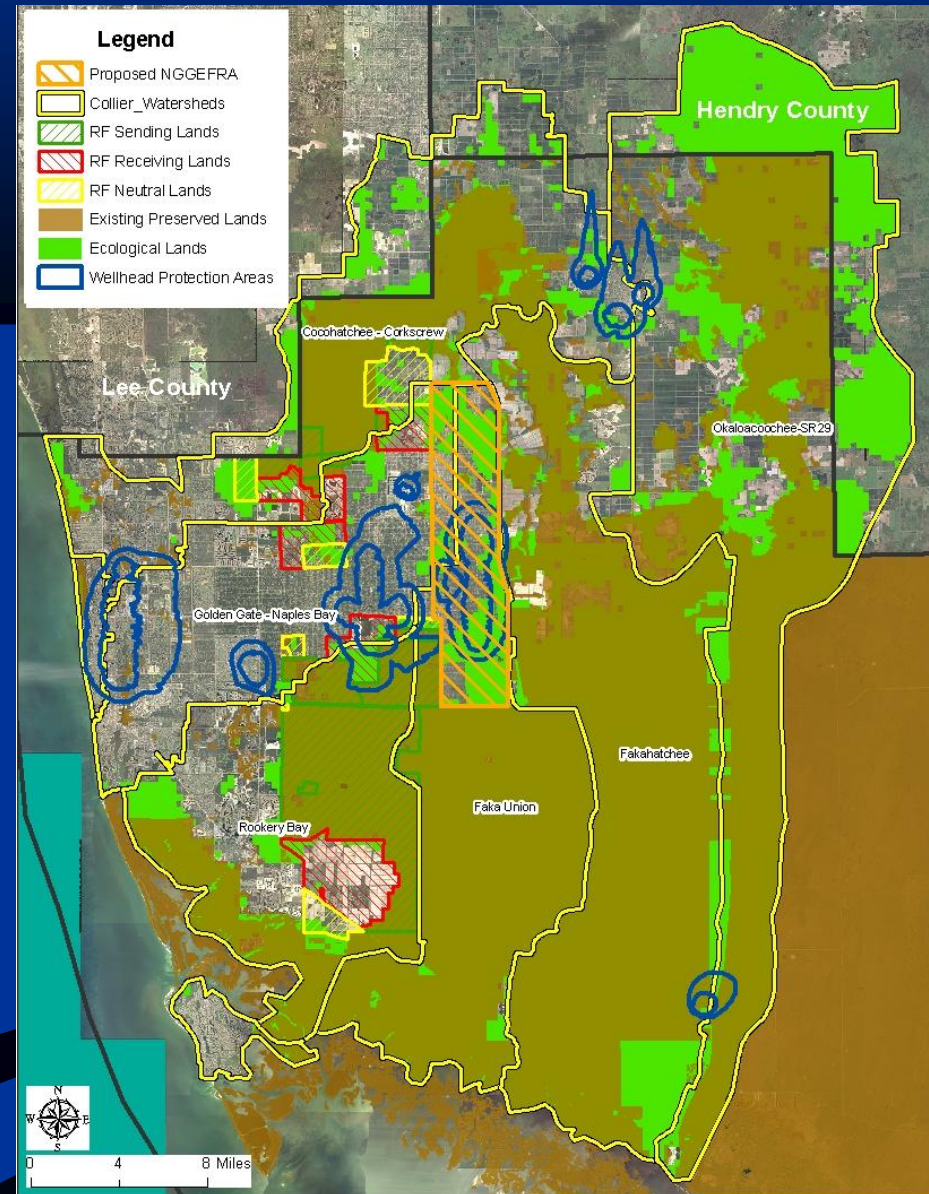 Legend
Proposed NGGEFRA
Collier_Watersheds
RF Sending Lands
RF Receiving Lands
RF Neutral Lands
Existing Preserved Lands
Ecological Lands
Wellhead Protection Areas
Hendry County
Cocohatchee - Corkscrew
Lee County
Okaloacoochee-SR29
Golden Gate - Naples Bay
Fakahatchee
Faka Union
Rookery Bay
N
W E
S
0 4 8 Miles